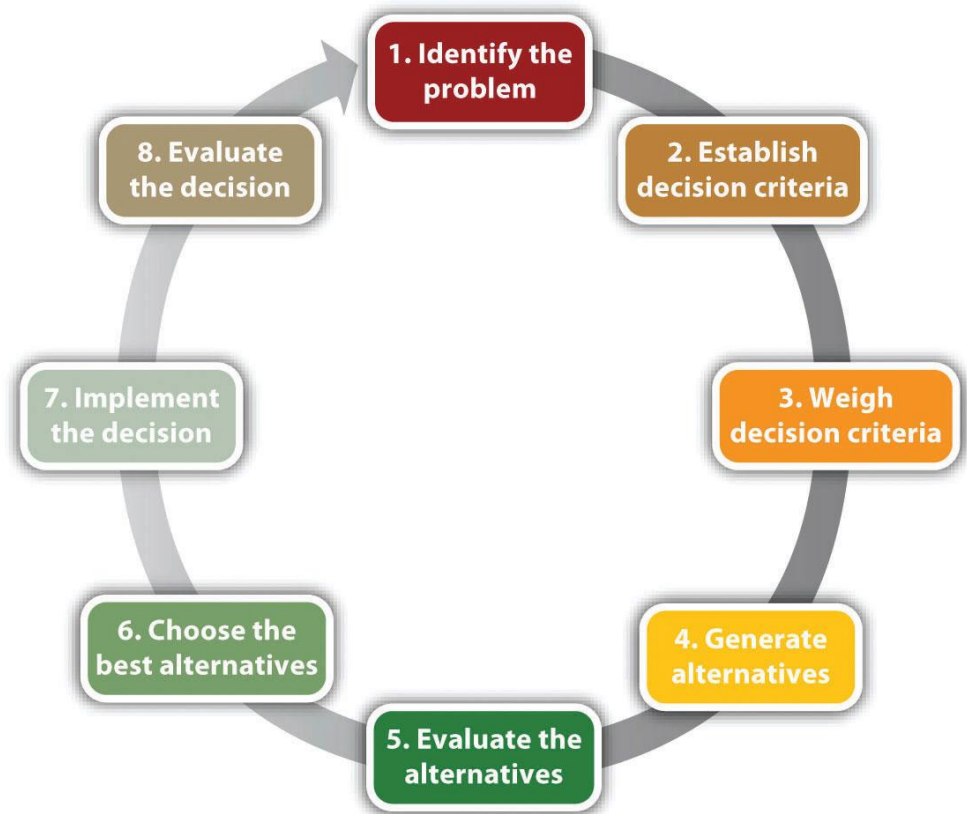 1. Identify the
problem
2. Establish
decision criteria
3. Weigh
decision criteria
4. Generate
alternatives
5. Evaluate the
alternatives
6. Choose the
best alternatives
7. Implement
the decision
8. Evaluate
the decision